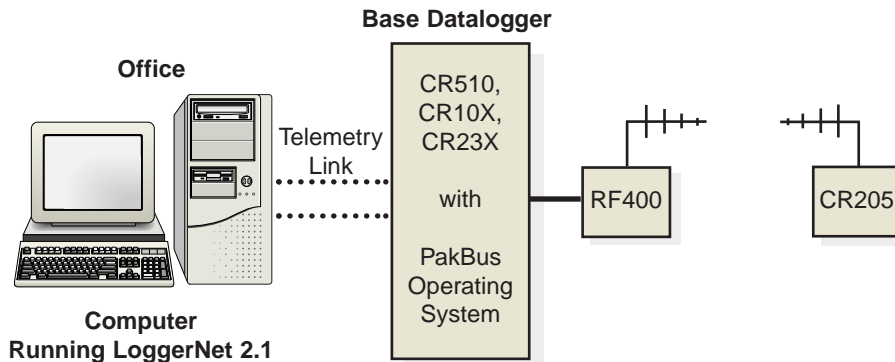 Base Datalogger
Office
Telemetry
Link
CR510,
CR10X,
CR23X
with
PakBus
Operating
System
RF400
CR205
Computer
Running LoggerNet 2.1